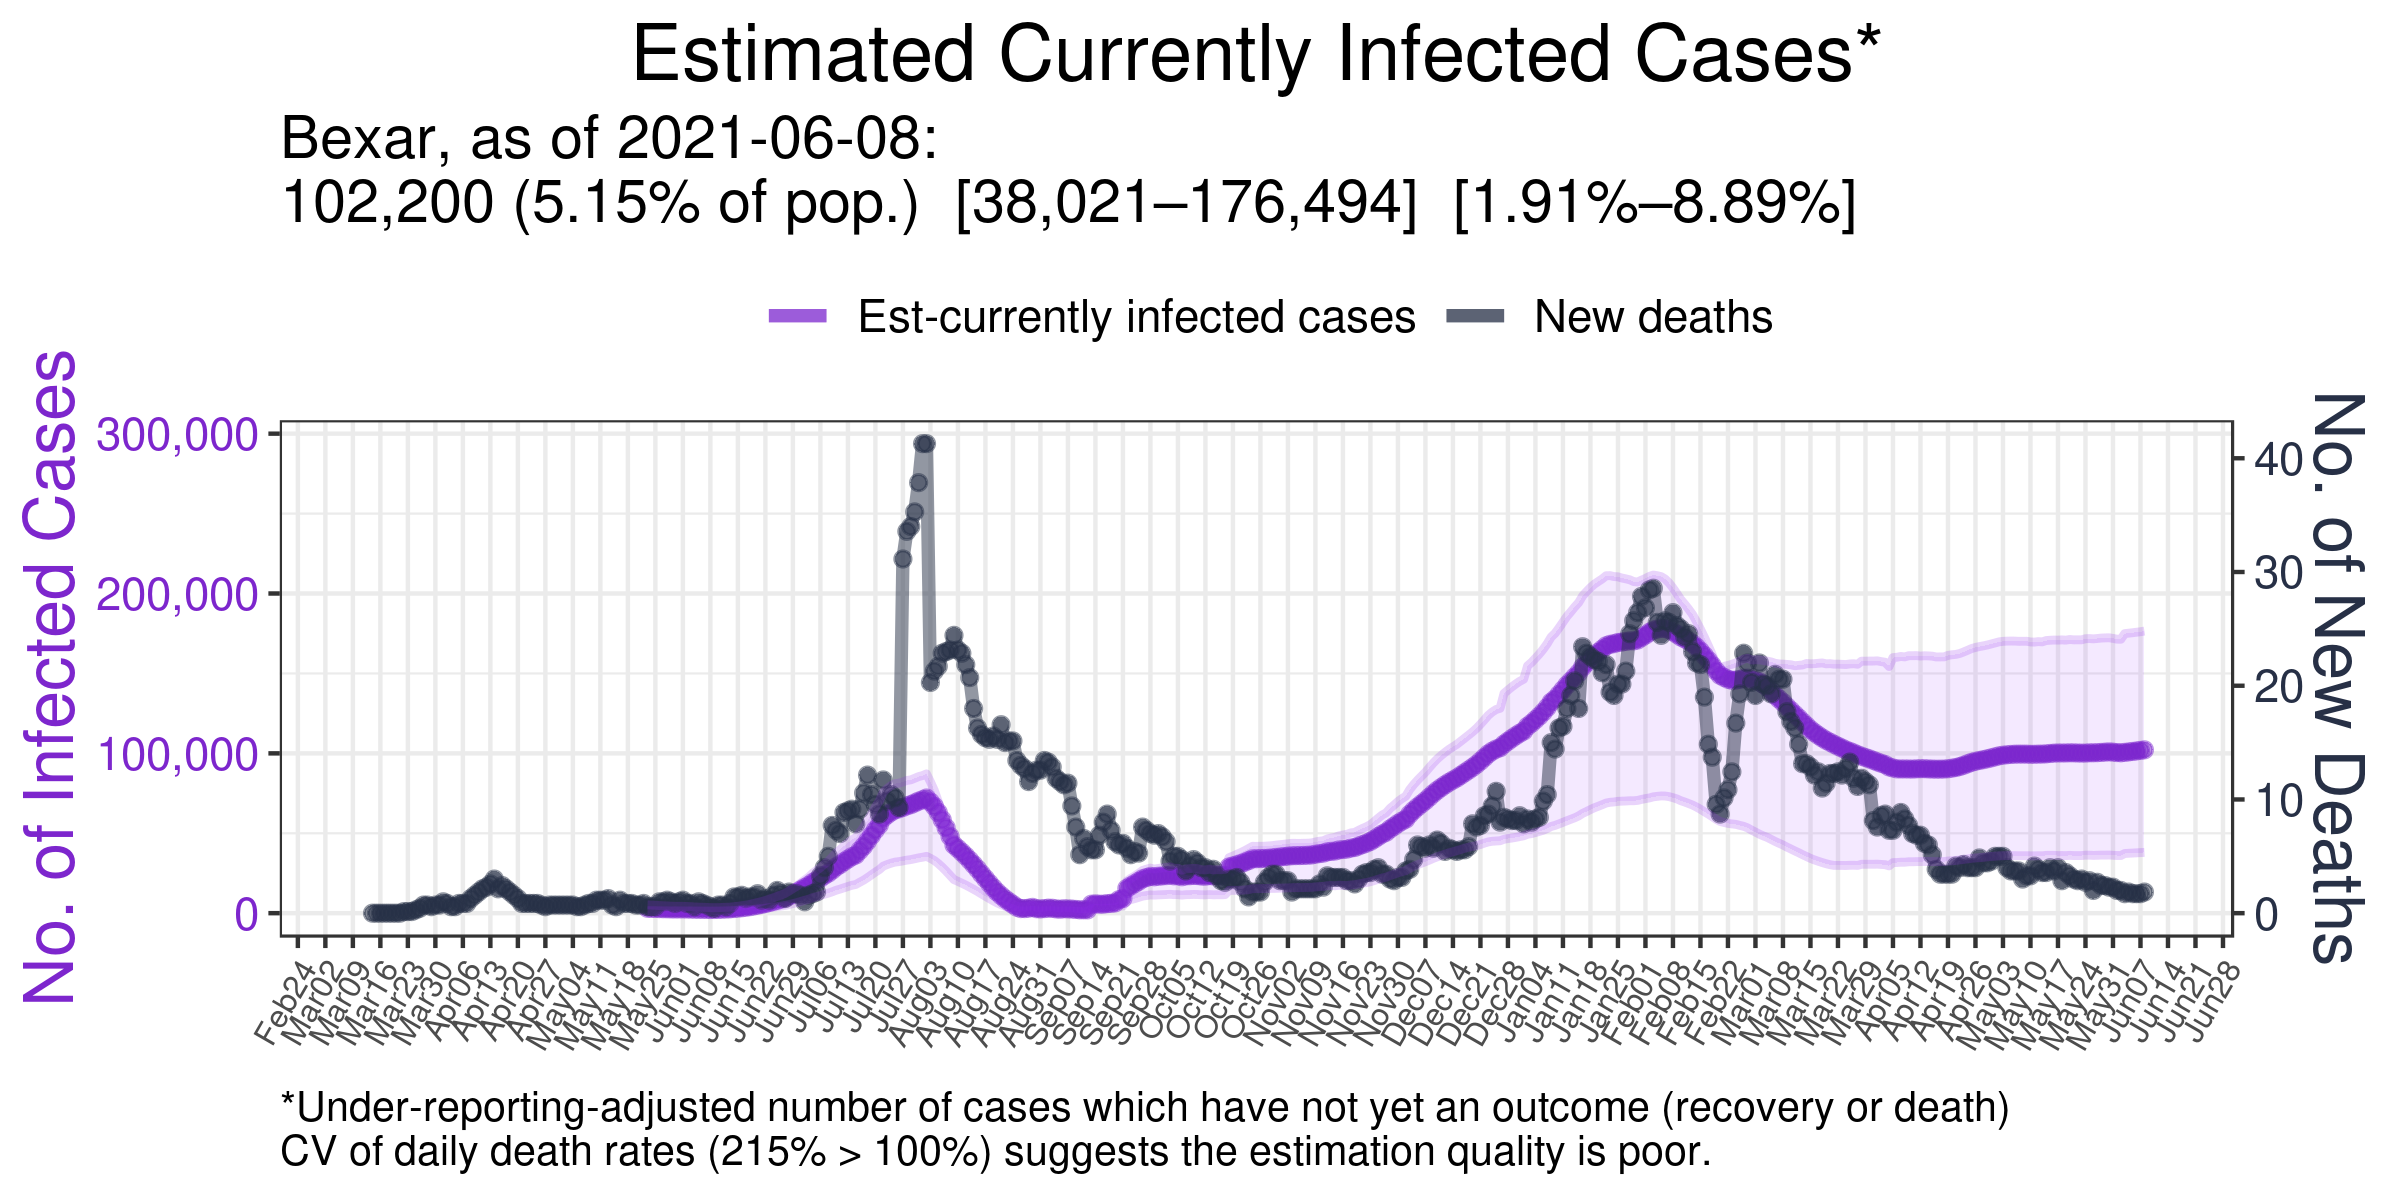 Estimated Currently Infected Cases*
Bexar, as of 2021-06-08:
102,200 (5.15% of pop.) [38,021–176,494] [1.91%–8.89%]
Est-currently infected cases
New deaths
No. of Infected Cases
300,000
200,000
100,000
0
40
30
20
10
0
No. of New Deaths
Feb24
Mar02
Mar09
Mar16
Mar23
Mar30
Apr06
Apr13
Apr20
Apr27
May04
May11
May18
May25
Jun01
Jun08
Jun15
Jun22
Jun29
Jul06
Jul13
Jul20
Jul27
Aug03
Aug10
Aug17
Aug24
Aug31
Sep07
Sep14
Sep21
Sep28
Oct05
Oct12
Oct19
Oct26
Nov02
Nov09
Nov16
Nov23
Nov30
Dec07
Dec14
Dec21
Dec28
Jan04
Jan11
Jan18
Jan25
Feb01
Feb08
Feb15
Feb22
Mar01
Mar08
Mar15
Mar22
Mar29
Apr05
Apr12
Apr19
Apr26
May03
May10
May17
May24
May31
Jun07
Jun14
Jun21
Jun28
*Under-reporting-adjusted number of cases which have not yet an outcome (recovery or death)
CV of daily death rates (215% > 100%) suggests the estimation quality is poor.